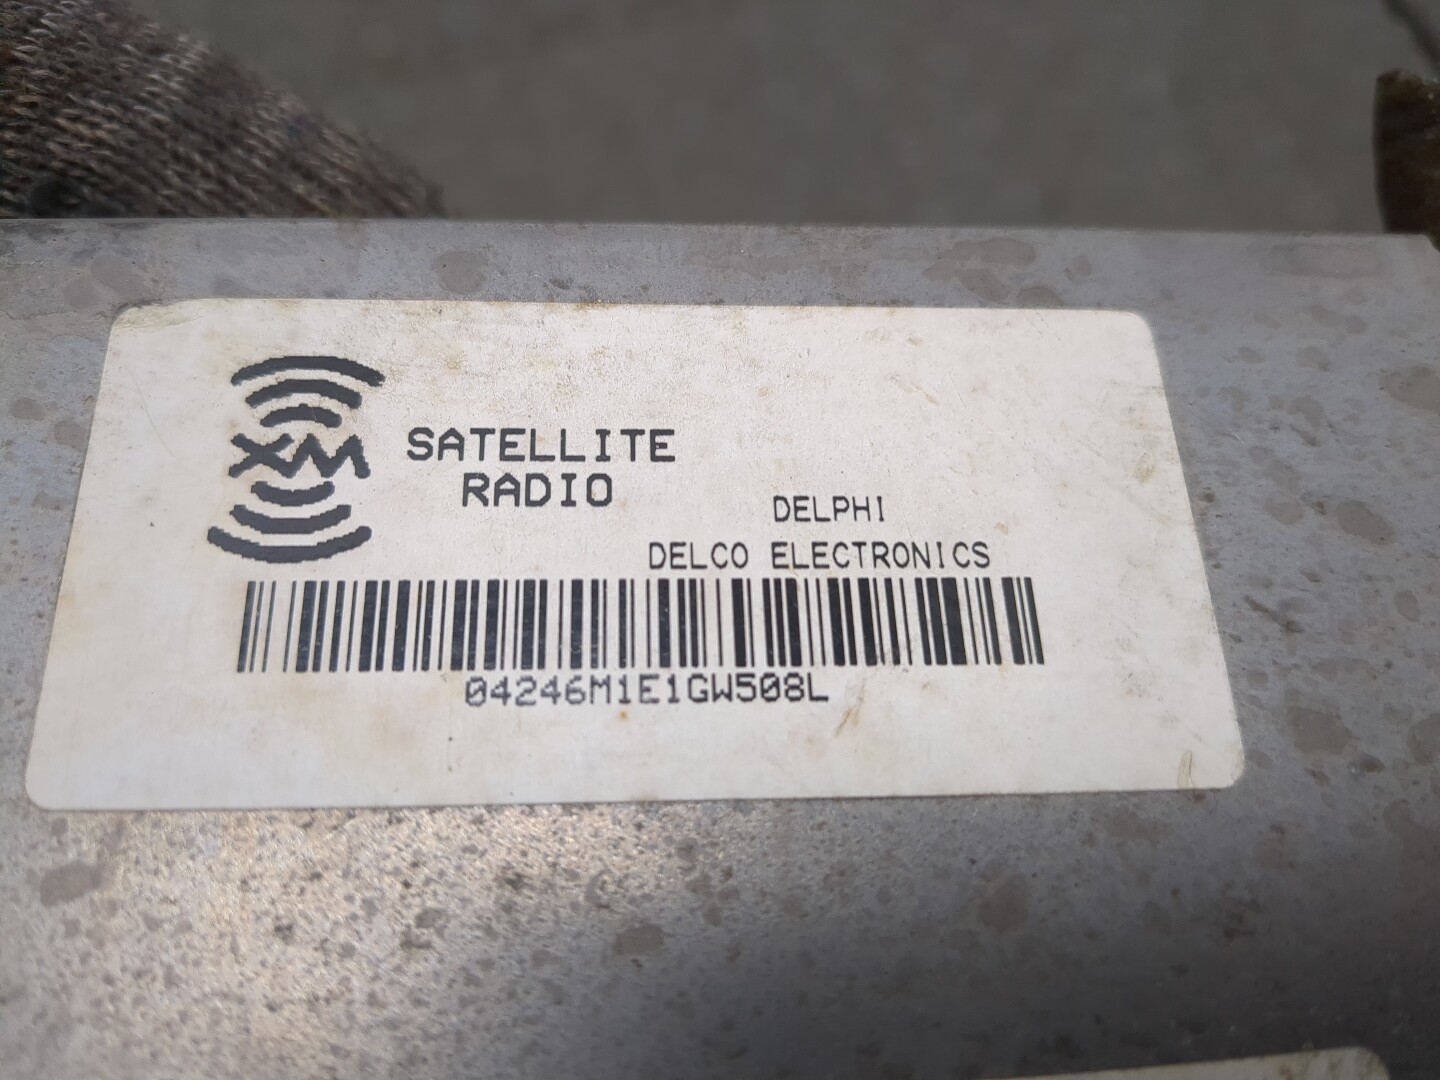 XM
SATELLITE
RADIO
DELPHI
DELCO ELECTRONICS
04246M1E1GW508L